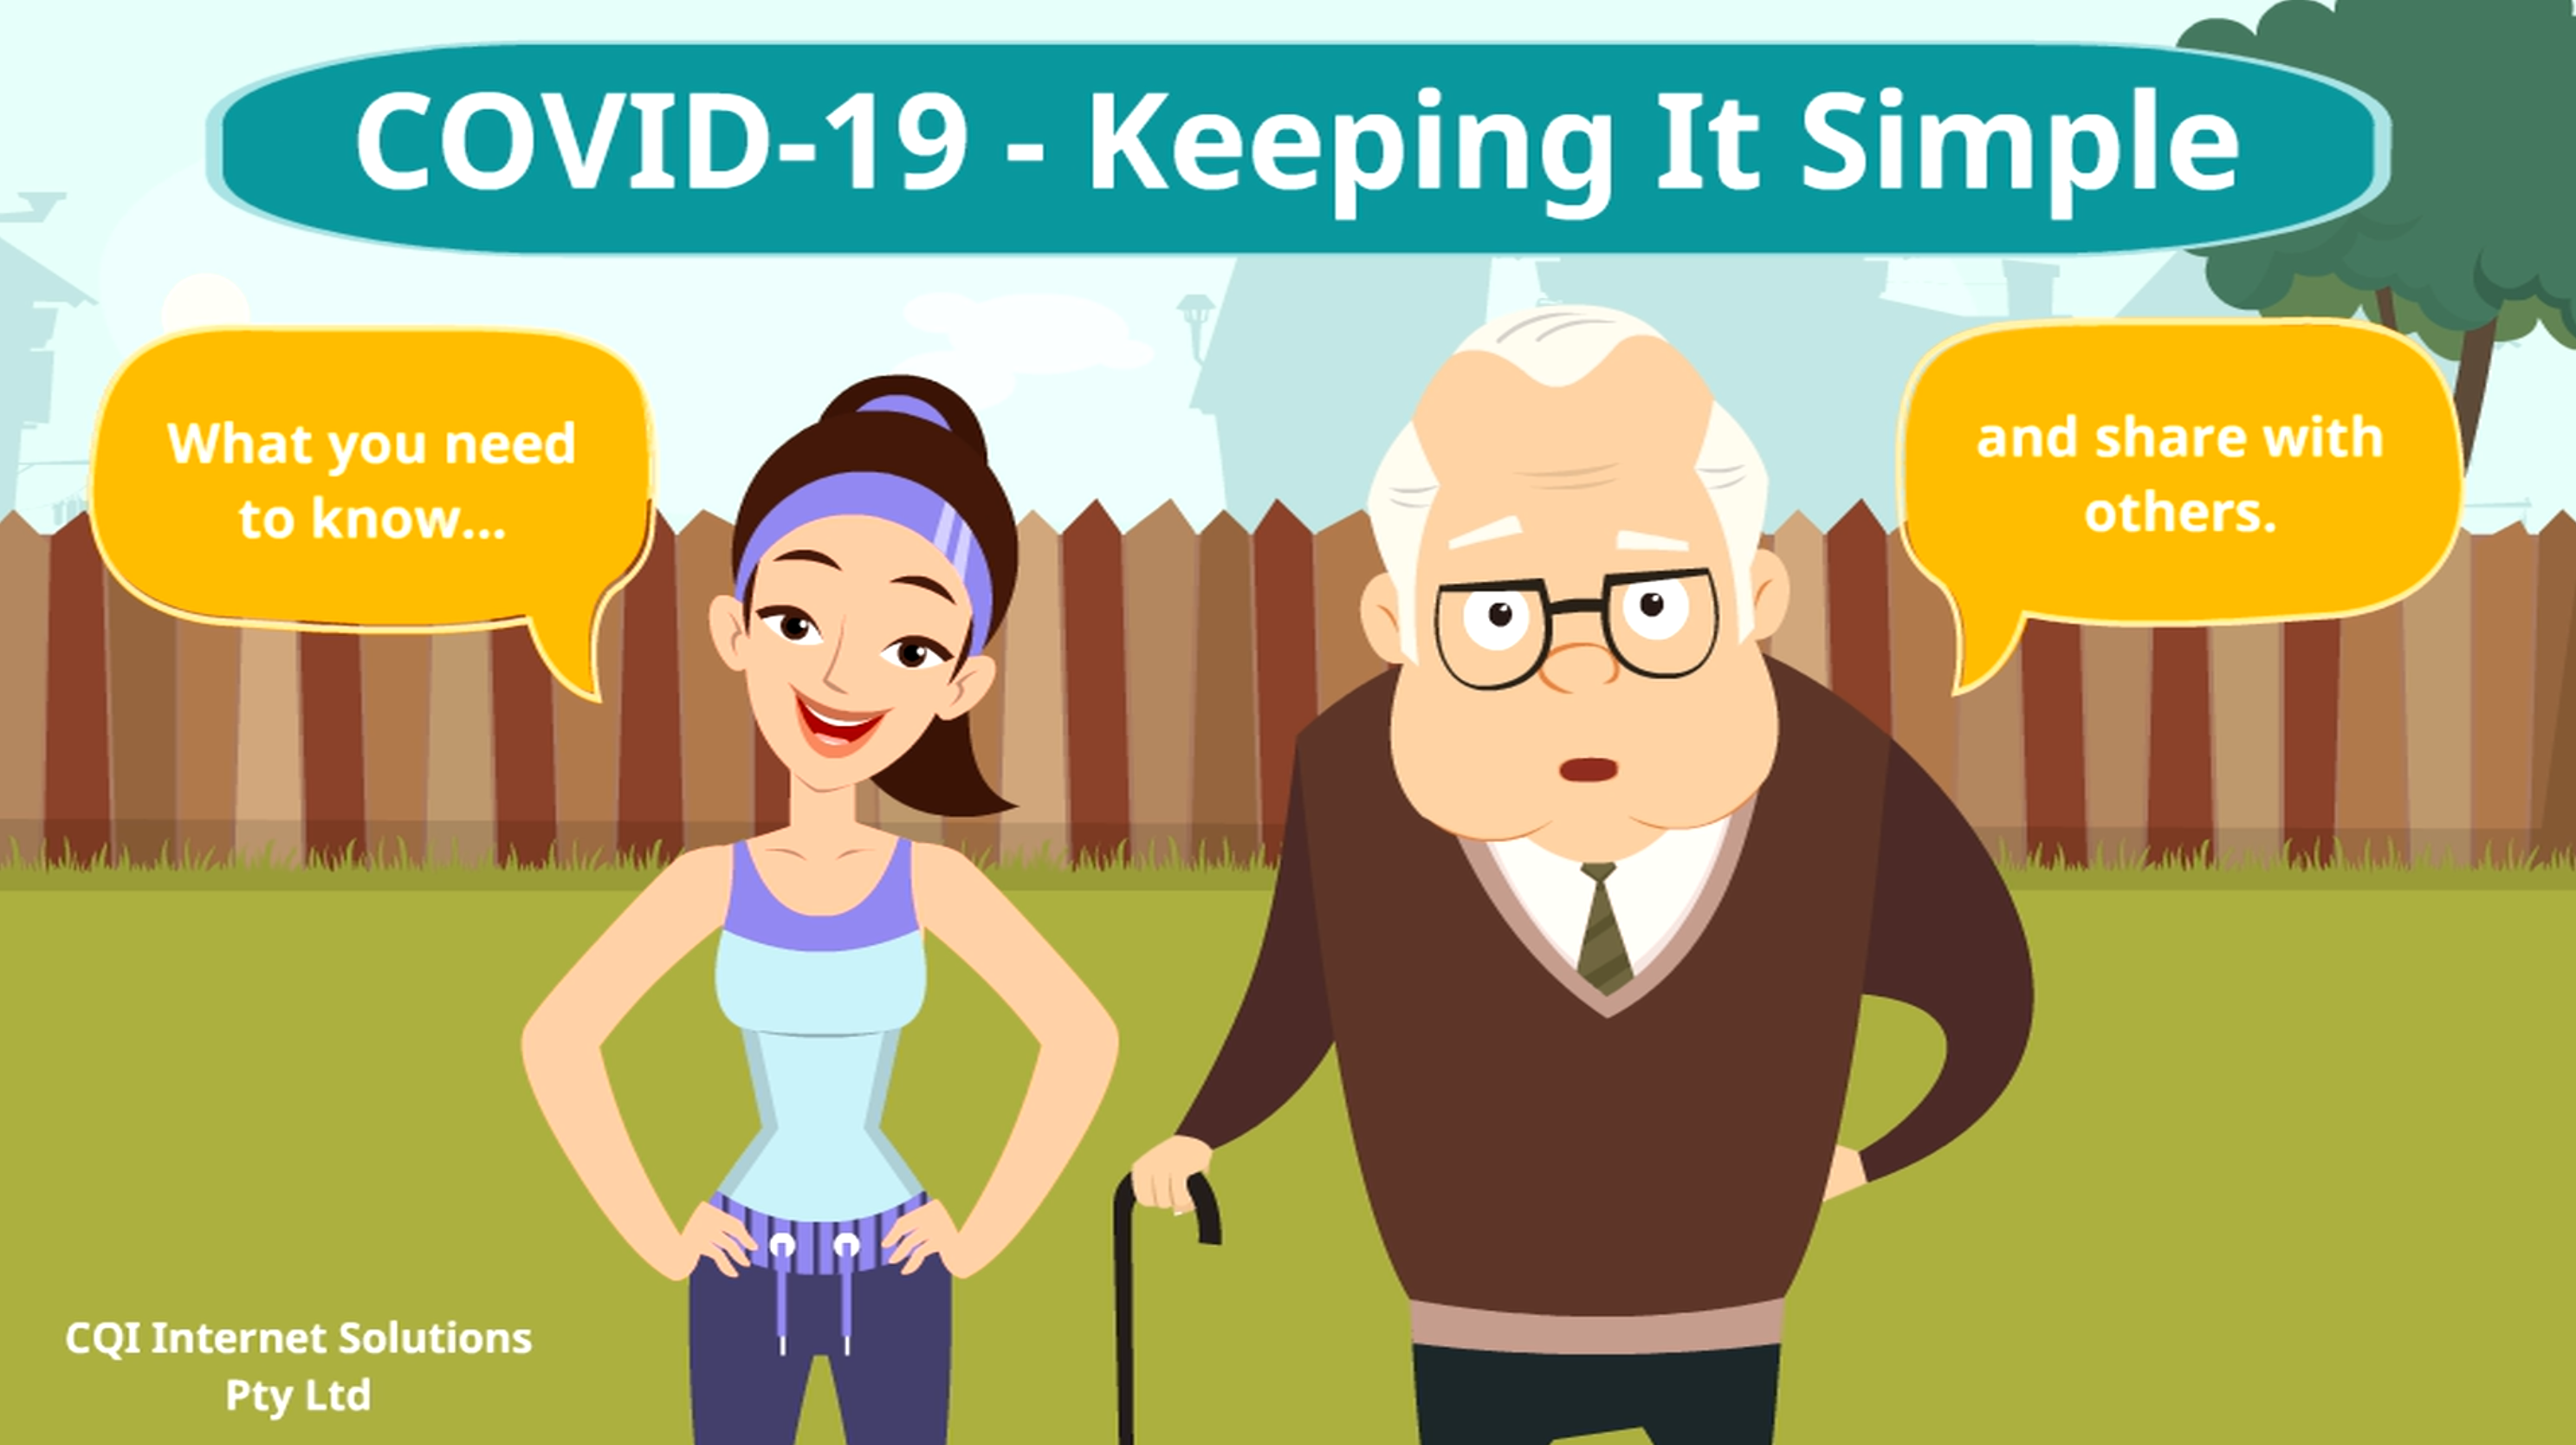 COVID-19 - Keeping It Simple
What you need
to know...
and share with
others.
CQI Internet Solutions
Pty Ltd